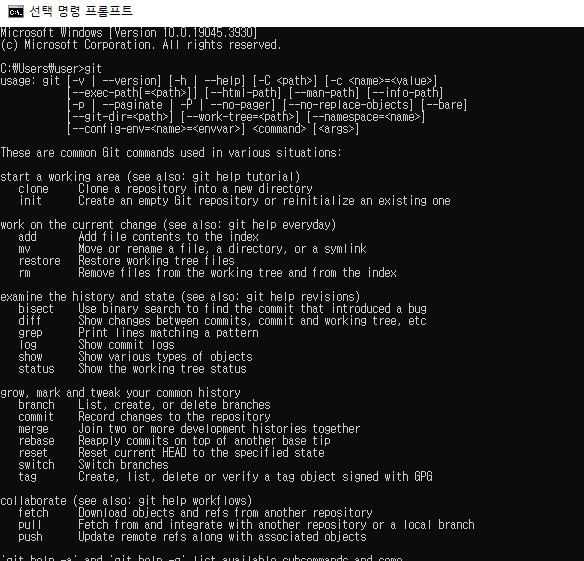 선택 명령 프롬프트
Microsoft Windows [Version 10.0.19045.3930]
(c) Microsoft Corporation. All rights reserved.
C:₩Users₩user>git
usage: git [-v | --version] [-h | --help] [-C <path>] [-c <name>=<value>]
[--exec-path[=<path>]] [--html-path] [--man-path] [--info-path]
[-p | --paginate | -P | --no-pager] [--no-replace-objects] [--bare]
[--git-dir=<path>] [--work-tree=<path>] [--namespace=<name>]
[--config-env=<name>=<envvar>] <command> [<args>]
These are common Git commands used in various situations:
start a working area (see also: git help tutorial)
clone Clone a repository into a new directory
init Create an empty Git repository or reinitialize an existing one
work on the current change (see also: git help everyday)
add Add file contents to the index
mv Move or rename a file, a directory, or a symlink
restore Restore working tree files
rm Remove files from the working tree and from the index
examine the history and state (see also: git help revisions)
bisect Use binary search to find the commit that introduced a bug
diff Show changes between commits, commit and working tree, etc
grep Print lines matching a pattern
log Show commit logs
show Show various types of objects
status Show the working tree status
grow, mark and tweak your common history
branch List, create, or delete branches
commit Record changes to the repository
merge Join two or more development histories together
rebase Reapply commits on top of another base tip
reset Reset current HEAD to the specified state
switch Switch branches
tag Create, list, delete or verify a tag object signed with GPG
collaborate (see also: git help workflows)
fetch Download objects and refs from another repository
pull Fetch from and integrate with another repository or a local branch
push Update remote refs along with associated objects
'git help -a' and 'git help -g' list available subcommands and some